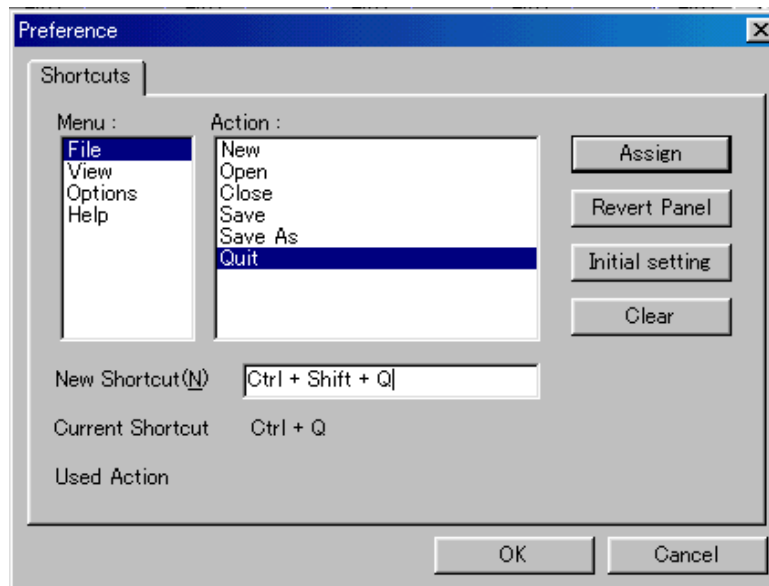 Preference
Shortcuts
Menu :
Action :
File
View
Options
Help
New
Open
Close
Save
Save As
Quit
Assign
Revert Panel
Initial setting
Clear
New Shortcut(N)
Ctrl + Shift + Q
Current Shortcut
Ctrl + Q
Used Action
OK
Cancel